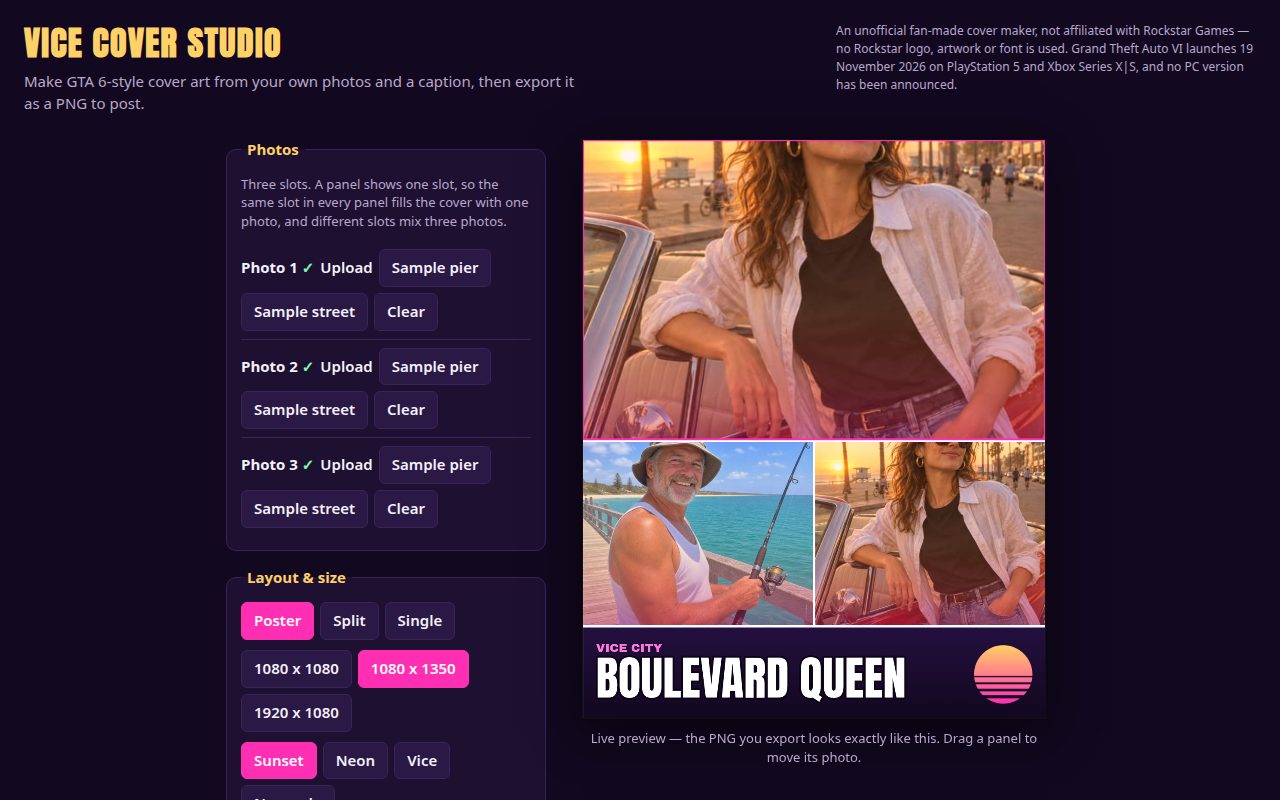 VICE COVER STUDIO
Make GTA 6-style cover art from your own photos and a caption, then export it
as a PNG to post.
An unofficial fan-made cover maker, not affiliated with Rockstar Games —
no Rockstar logo, artwork or font is used. Grand Theft Auto VI launches 19
November 2026 on PlayStation 5 and Xbox Series X|S, and no PC version
has been announced.
Photos
Three slots. A panel shows one slot, so the
same slot in every panel fills the cover with one
photo, and different slots mix three photos.
Photo 1 ✓ Upload Sample pier
Sample street Clear
Photo 2 ✓ Upload Sample pier
Sample street Clear
Photo 3 ✓ Upload Sample pier
Sample street Clear
Layout & size
Poster Split Single
1080 x 1080 1080 x 1350
1920 x 1080
Sunset Neon Vice
VICE CITY
BOULEVARD QUEEN
Live preview — the PNG you export looks exactly like this. Drag a panel to
move its photo.